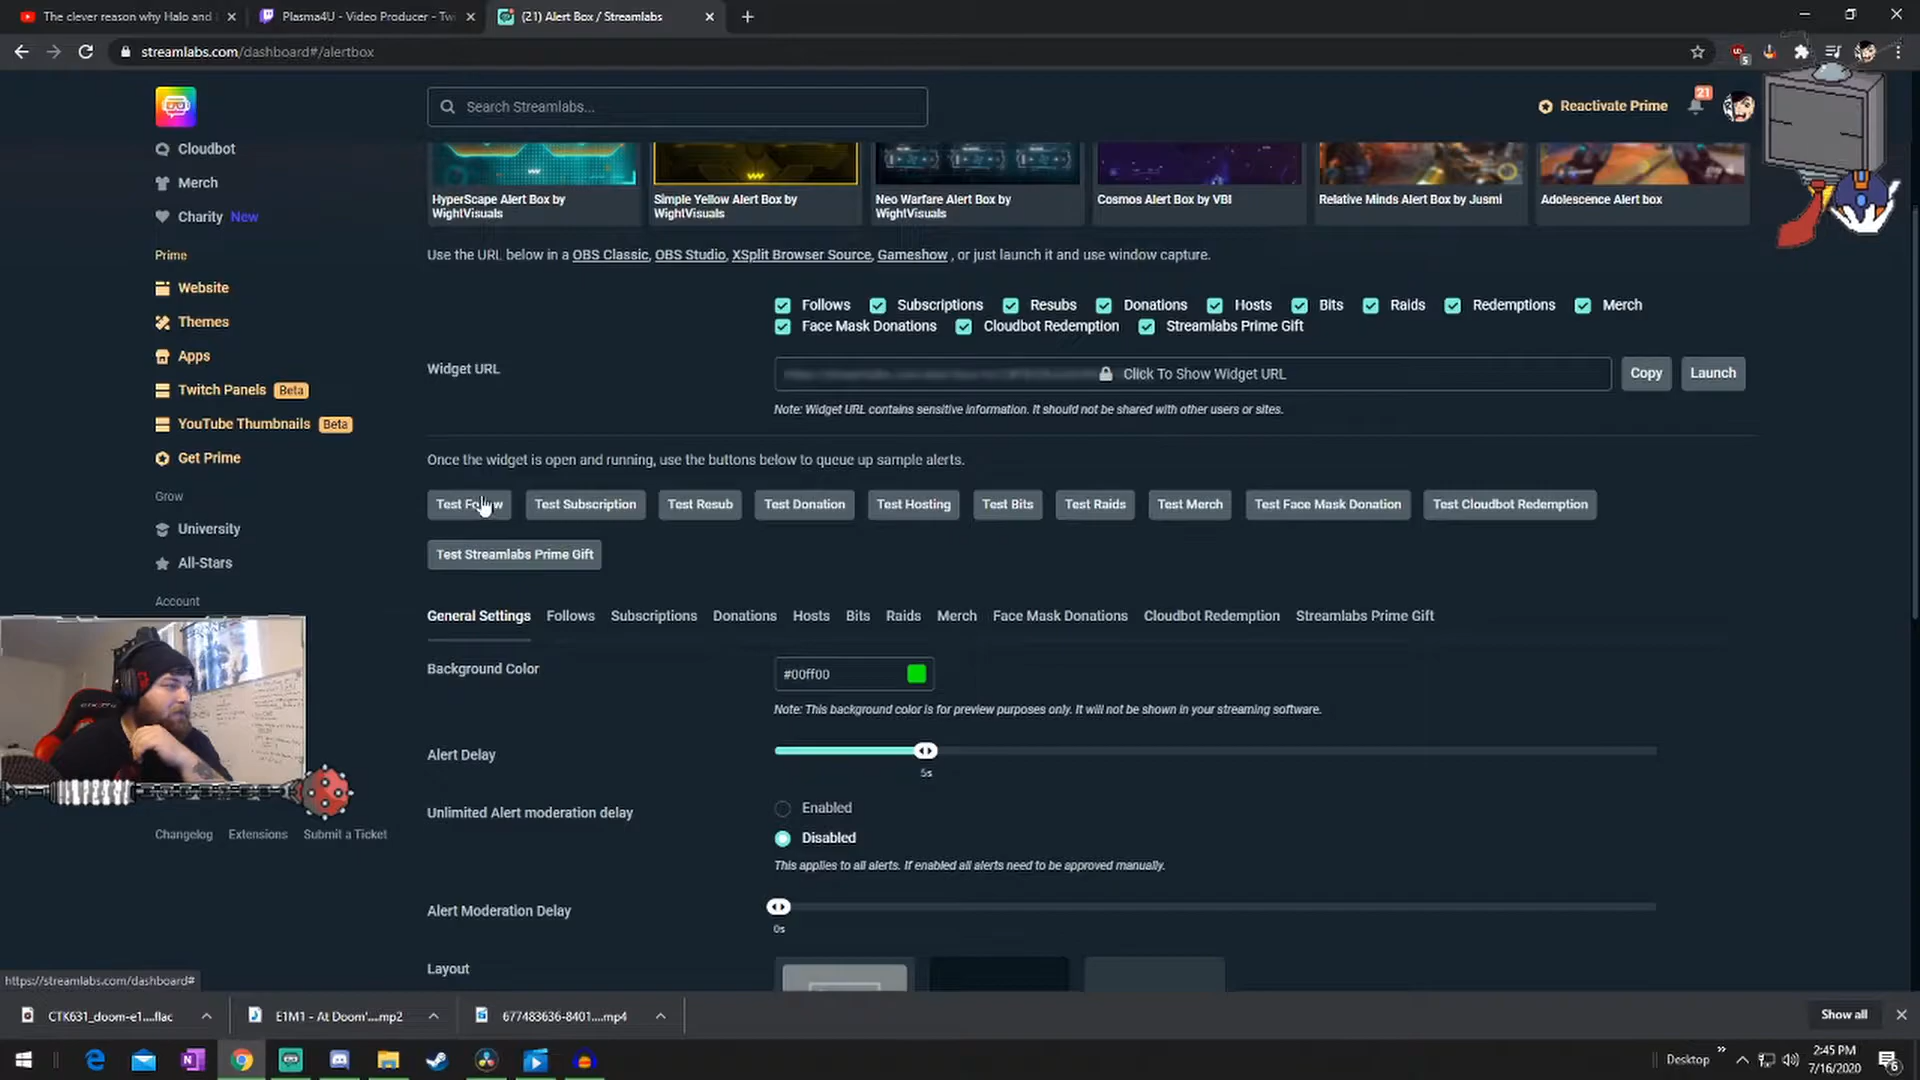 The clever reason why Halo and
Plasma4U - Video Producer - Tw
(21) Alert Box / Streamlabs
streamlabs.com/dashboard#/alertbox
5
Search Streamlabs...
Reactivate Prime
21
Cloudbot
Merch
Charity New
Prime
Website
Themes
Apps
Twitch Panels Beta
YouTube Thumbnails Beta
Get Prime
Grow
University
All-Stars
Account
Changelog Extensions Submit a Ticket
HyperScape Alert Box by WightVisuals
Simple Yellow Alert Box by WightVisuals
Neo Warfare Alert Box by WightVisuals
Cosmos Alert Box by VBI
Relative Minds Alert Box by Jusmi
Adolescence Alert box
Use the URL below in a OBS Classic, OBS Studio, XSplit Browser Source, Gameshow , or just launch it and use window capture.
Follows Subscriptions Resubs Donations Hosts Bits Raids Redemptions Merch
Face Mask Donations Cloudbot Redemption Streamlabs Prime Gift
Widget URL
Click To Show Widget URL
Copy
Launch
Note: Widget URL contains sensitive information. It should not be shared with other users or sites.
Once the widget is open and running, use the buttons below to queue up sample alerts.
Test Follow Test Subscription Test Resub Test Donation Test Hosting Test Bits Test Raids Test Merch Test Face Mask Donation Test Cloudbot Redemption
Test Streamlabs Prime Gift
General Settings Follows Subscriptions Donations Hosts Bits Raids Merch Face Mask Donations Cloudbot Redemption Streamlabs Prime Gift
Background Color
#00ff00
Note: This background color is for preview purposes only. It will not be shown in your streaming software.
Alert Delay
5s
Unlimited Alert moderation delay
Enabled
Disabled
This applies to all alerts. If enabled all alerts need to be approved manually.
Alert Moderation Delay
0s
Layout
https://streamlabs.com/dashboard#
CTK631_doom-e1....flac
E1M1 - At Doom'....mp2
677483636-8401....mp4
Show all
Desktop
2:45 PM
7/16/2020
6